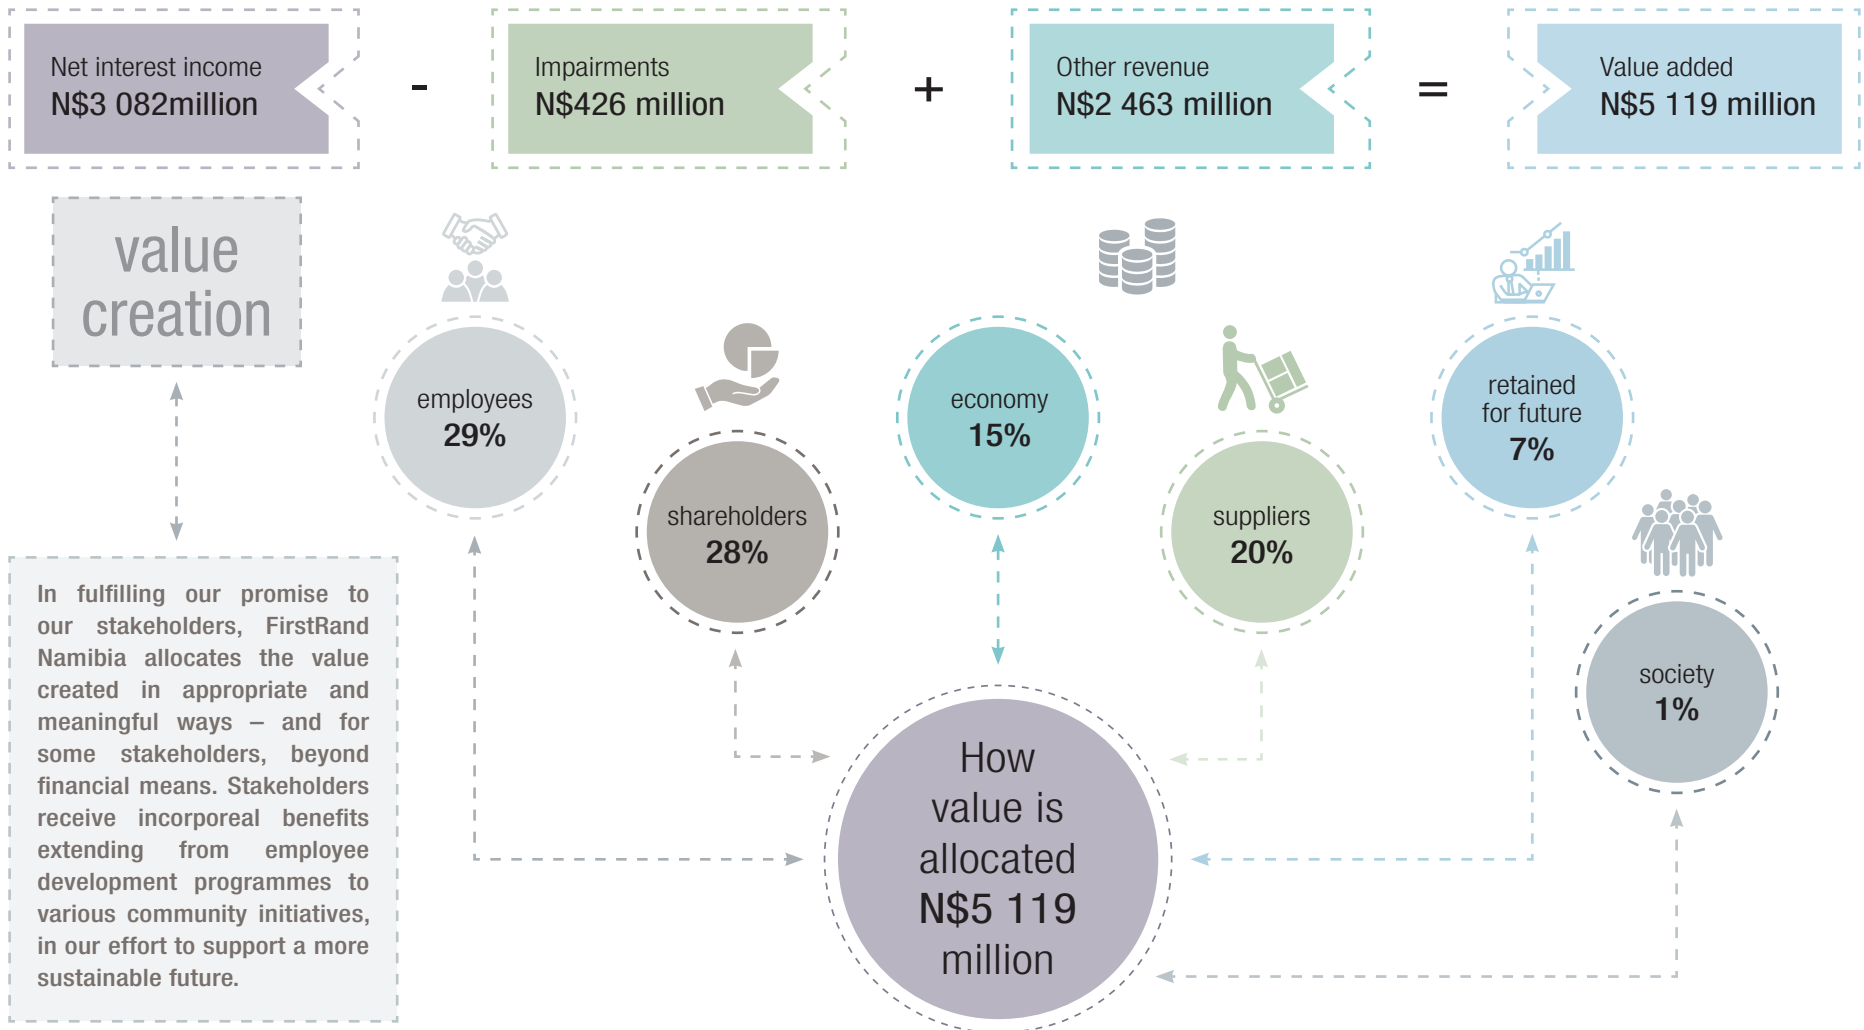 Net interest income
N$3 082million
-
Impairments
N$426 million
+
Other revenue
N$2 463 million
=
Value added
N$5 119 million
value
creation
employees
29%
shareholders
28%
economy
15%
suppliers
20%
retained
for future
7%
society
1%
In fulfilling our promise to
our stakeholders, FirstRand
Namibia allocates the value
created in appropriate and
meaningful ways – and for
some stakeholders, beyond
financial means. Stakeholders
receive incorporeal benefits
extending from employee
development programmes to
various community initiatives,
in our effort to support a more
sustainable future.
How
value is
allocated
N$5 119
million